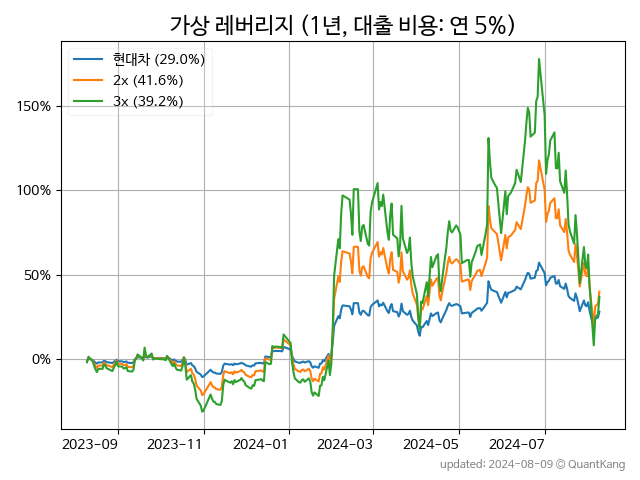 가상 레버리지 (1년, 대출 비용: 연 5%)
현대차 (29.0%)
2x (41.6%)
3x (39.2%)
150%
100%
50%
0%
2023-09 2023-11 2024-01 2024-03 2024-05 2024-07
updated: 2024-08-09 © QuantKang